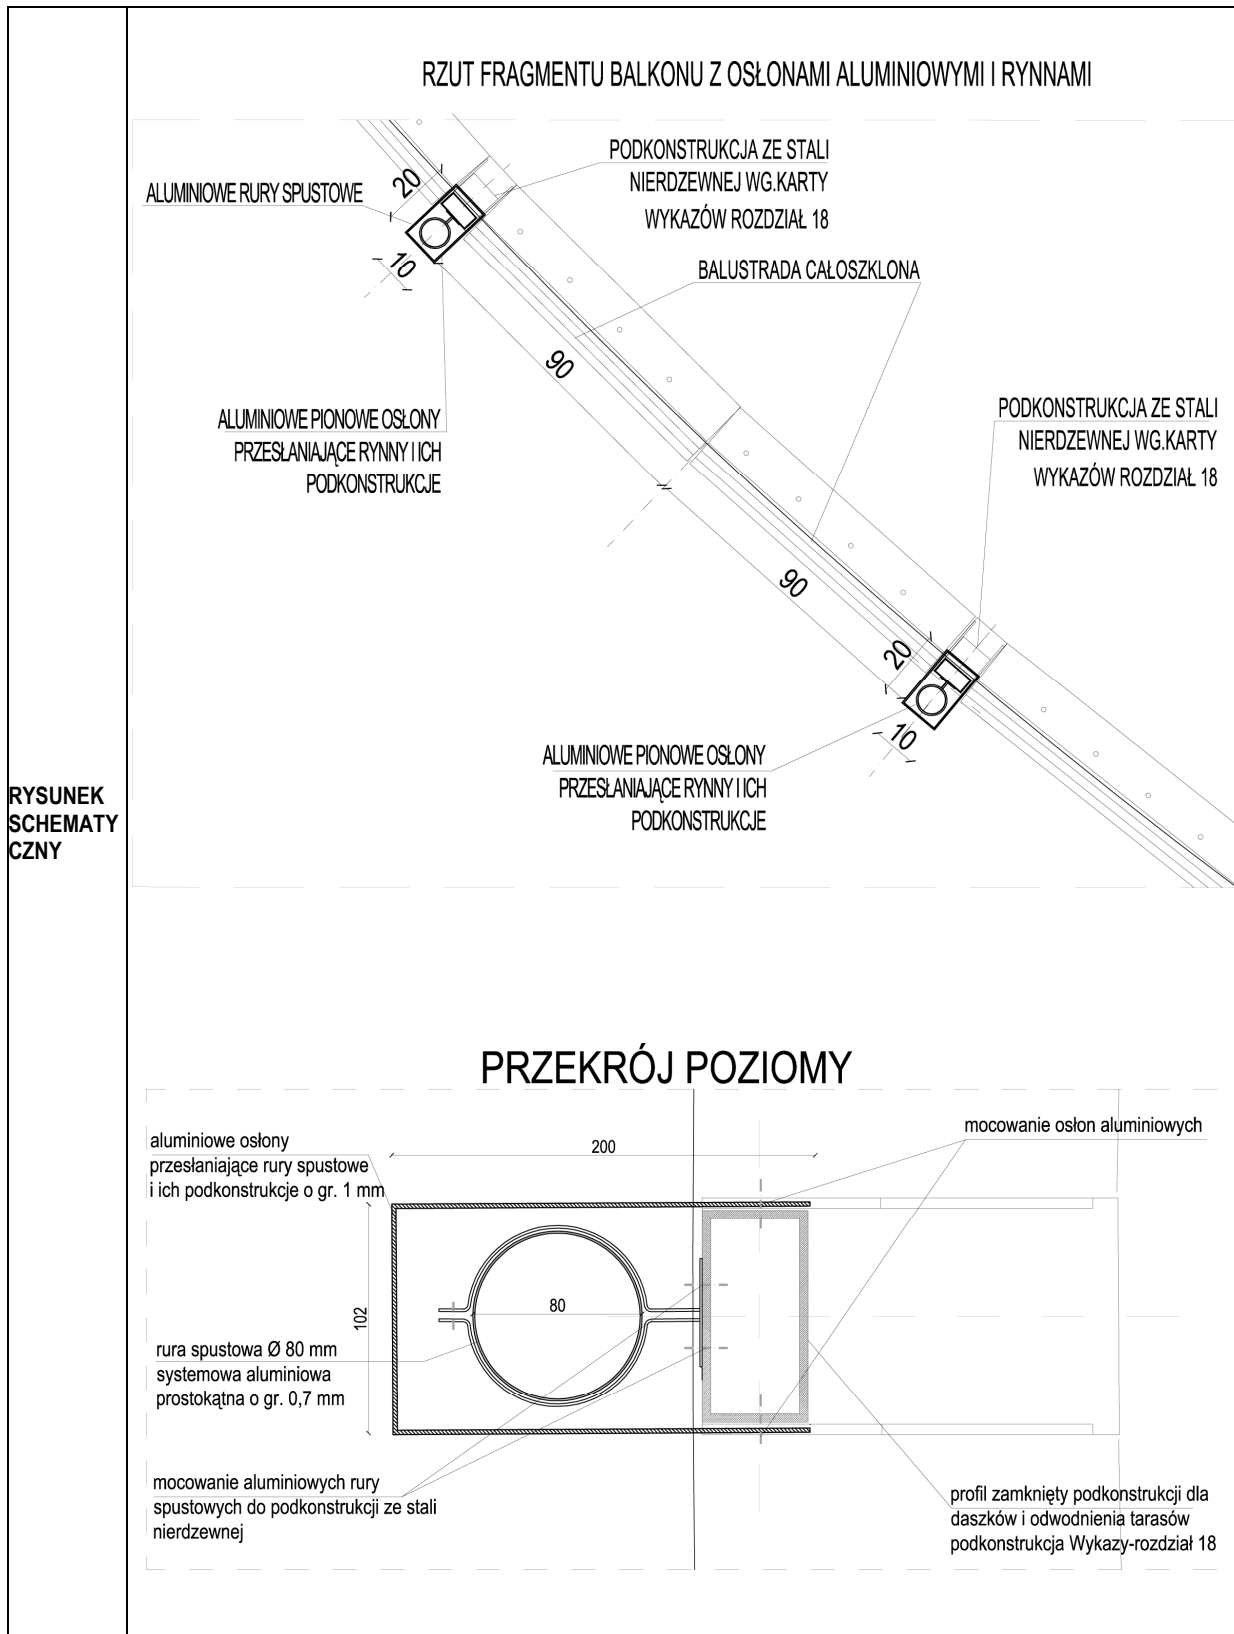 RZUT FRAGMENTU BALKONU Z OSŁONAMI ALUMINIOWYMI I RYNNAMI
PODKONSTRUKCJA ZE STALI
NIERDZEWNEJ WG.KARTY
WYKAZÓW ROZDZIAŁ 18
ALUMINIOWE RURY SPUSTOWE
20
10
BALUSTRADA CAŁOSZKLONA
90
ALUMINIOWE PIONOWE OSŁONY
PRZESŁANIAJĄCE RYNNY I ICH
PODKONSTRUKCJE
PODKONSTRUKCJA ZE STALI
NIERDZEWNEJ WG.KARTY
WYKAZÓW ROZDZIAŁ 18
90
20
10
ALUMINIOWE PIONOWE OSŁONY
PRZESŁANIAJĄCE RYNNY I ICH
PODKONSTRUKCJE
RYSUNEK
SCHEMATY
CZNY
PRZEKRÓJ POZIOMY
aluminiowe osłony
przesłaniające rury spustowe
i ich podkonstrukcje o gr. 1 mm
200
mocowanie osłon aluminiowych
102
80
rura spustowa Ø 80 mm
systemowa aluminiowa
prostokątna o gr. 0,7 mm
mocowanie aluminiowych rury
spustowych do podkonstrukcji ze stali
nierdzewnej
profil zamknięty podkonstrukcji dla
daszków i odwodnienia tarasów
podkonstrukcja Wykazy-rozdział 18